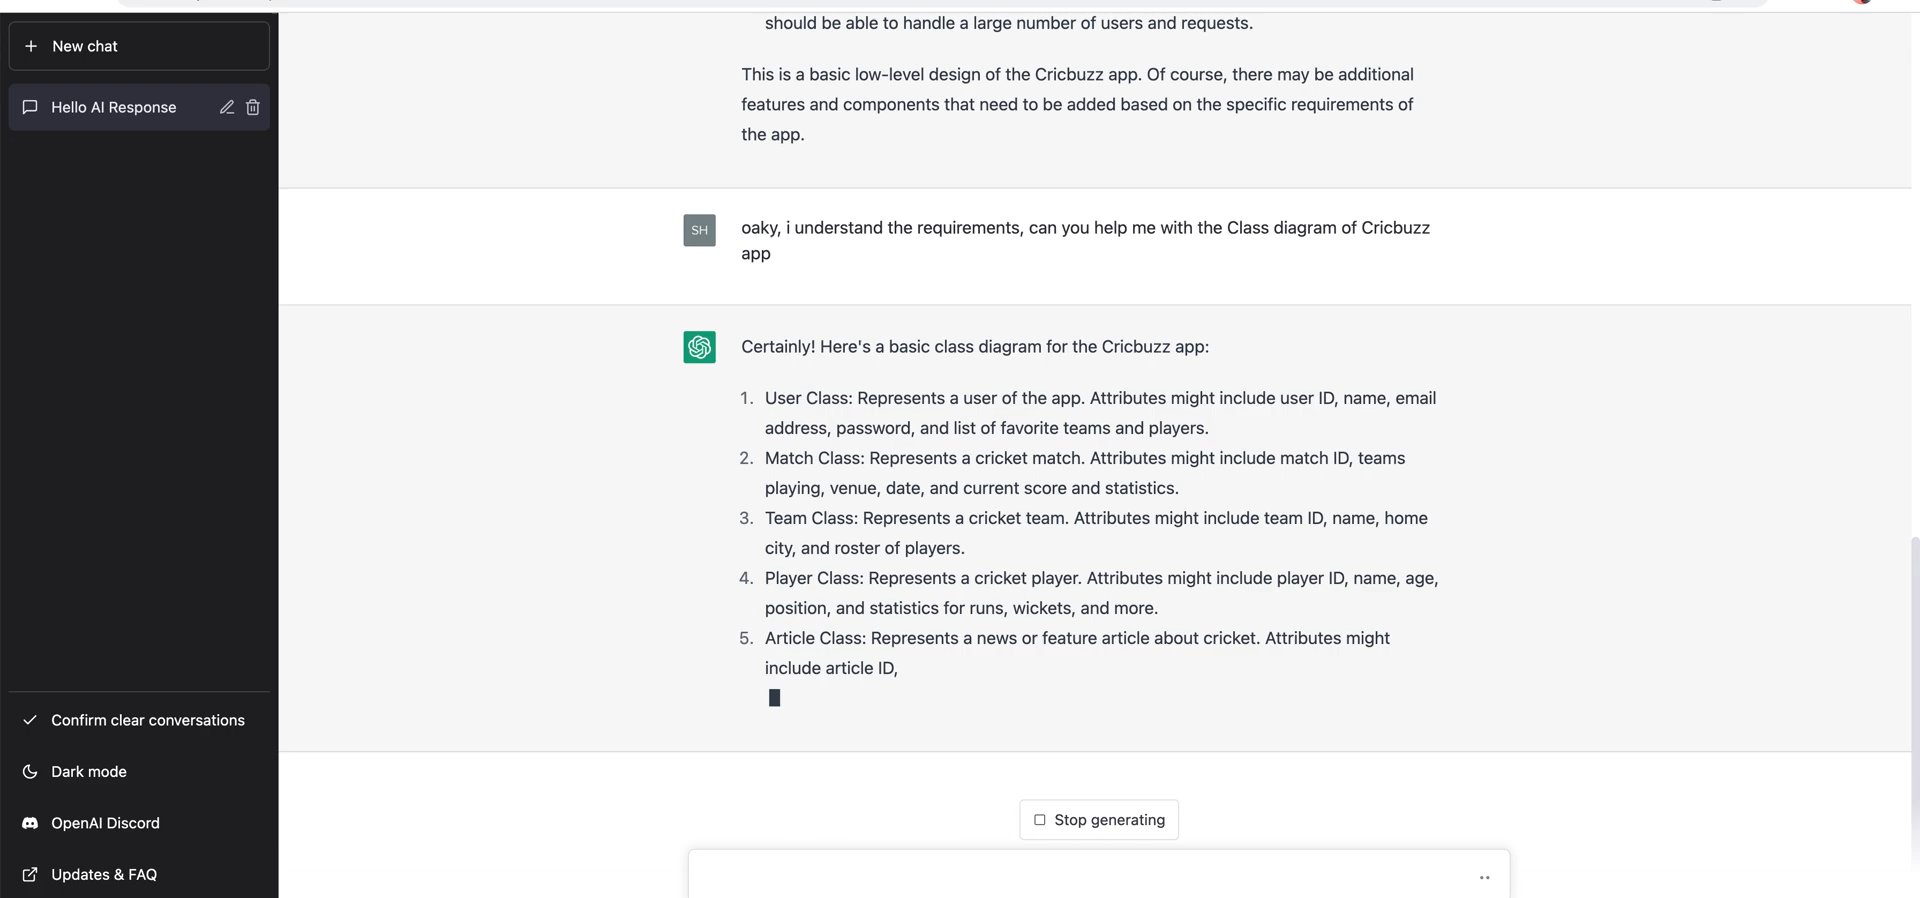 New chat
Hello AI Response
Confirm clear conversations
Dark mode
OpenAI Discord
Updates & FAQ
should be able to handle a large number of users and requests.
This is a basic low-level design of the Cricbuzz app. Of course, there may be additional
features and components that need to be added based on the specific requirements of
the app.
SH
oaky, i understand the requirements, can you help me with the Class diagram of Cricbuzz
app
Certainly! Here's a basic class diagram for the Cricbuzz app:
1. User Class: Represents a user of the app. Attributes might include user ID, name, email
address, password, and list of favorite teams and players.
2. Match Class: Represents a cricket match. Attributes might include match ID, teams
playing, venue, date, and current score and statistics.
3. Team Class: Represents a cricket team. Attributes might include team ID, name, home
city, and roster of players.
4. Player Class: Represents a cricket player. Attributes might include player ID, name, age,
position, and statistics for runs, wickets, and more.
5. Article Class: Represents a news or feature article about cricket. Attributes might
include article ID,
Stop generating